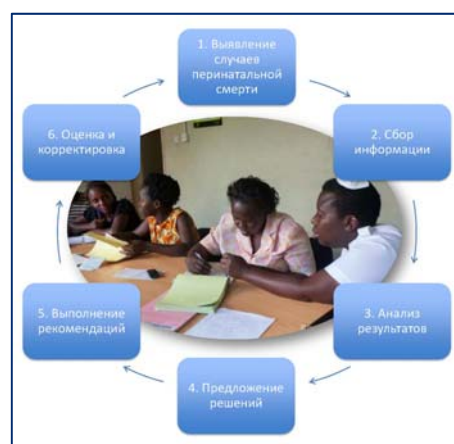 1. Выявление
случаев
перинатальной
смерти
2. Сбор
информации
3. Анализ
результатов
4. Предложение
решений
5. Выполнение
рекомендаций
6. Оценка и
корректировка